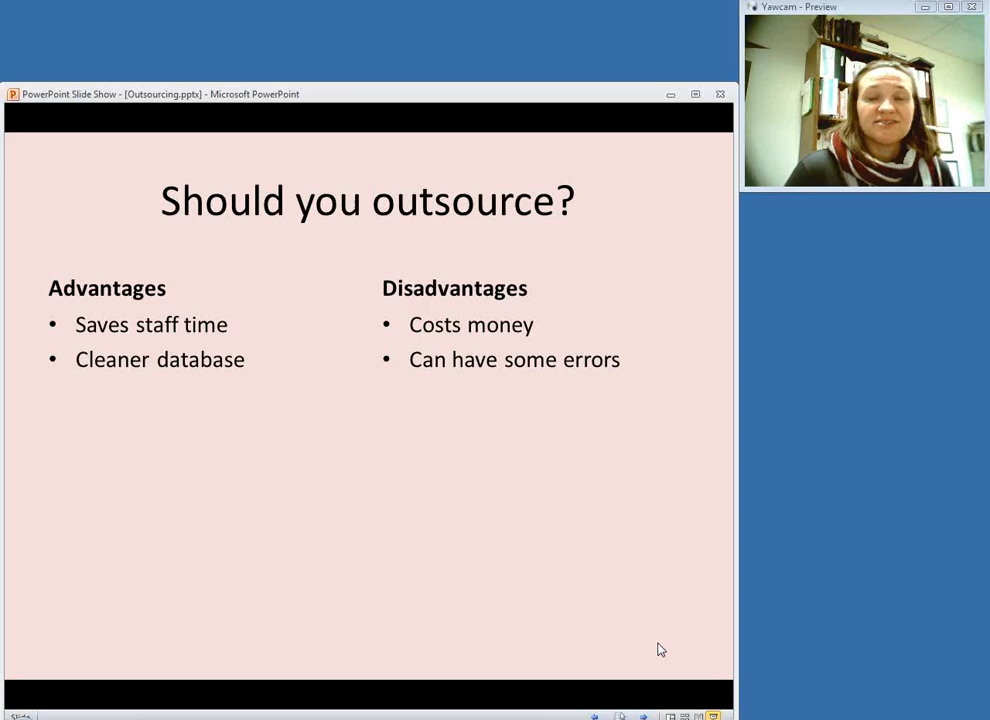 Yawcam - Preview
PowerPoint Slide Show - [Outsourcing.pptx] - Microsoft PowerPoint
Should you outsource?
Advantages
• Saves staff time
• Cleaner database
Disadvantages
• Costs money
• Can have some errors